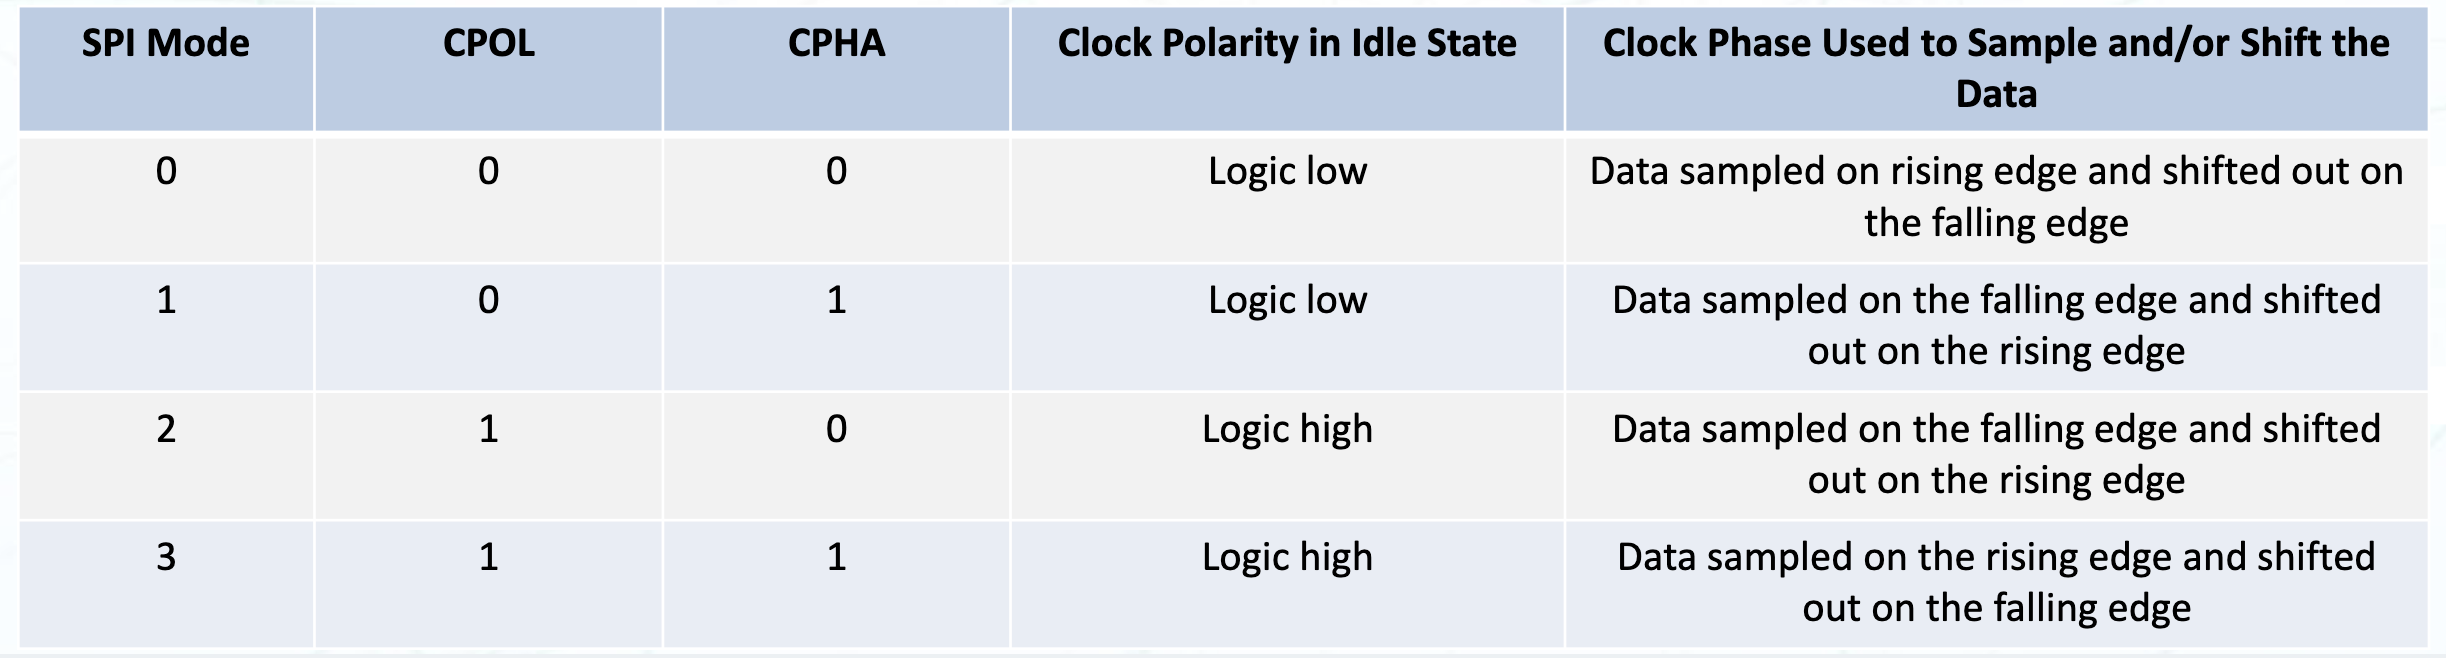 SPI Mode CPOL CPHA Clock Polarity in Idle State Clock Phase Used to Sample and/or Shift the
Data
0 0 0 Logic low Data sampled on rising edge and shifted out on
the falling edge
1 0 1 Logic low Data sampled on the falling edge and shifted
out on the rising edge
2 1 0 Logic high Data sampled on the falling edge and shifted
out on the rising edge
3 1 1 Logic high Data sampled on the rising edge and shifted
out on the falling edge